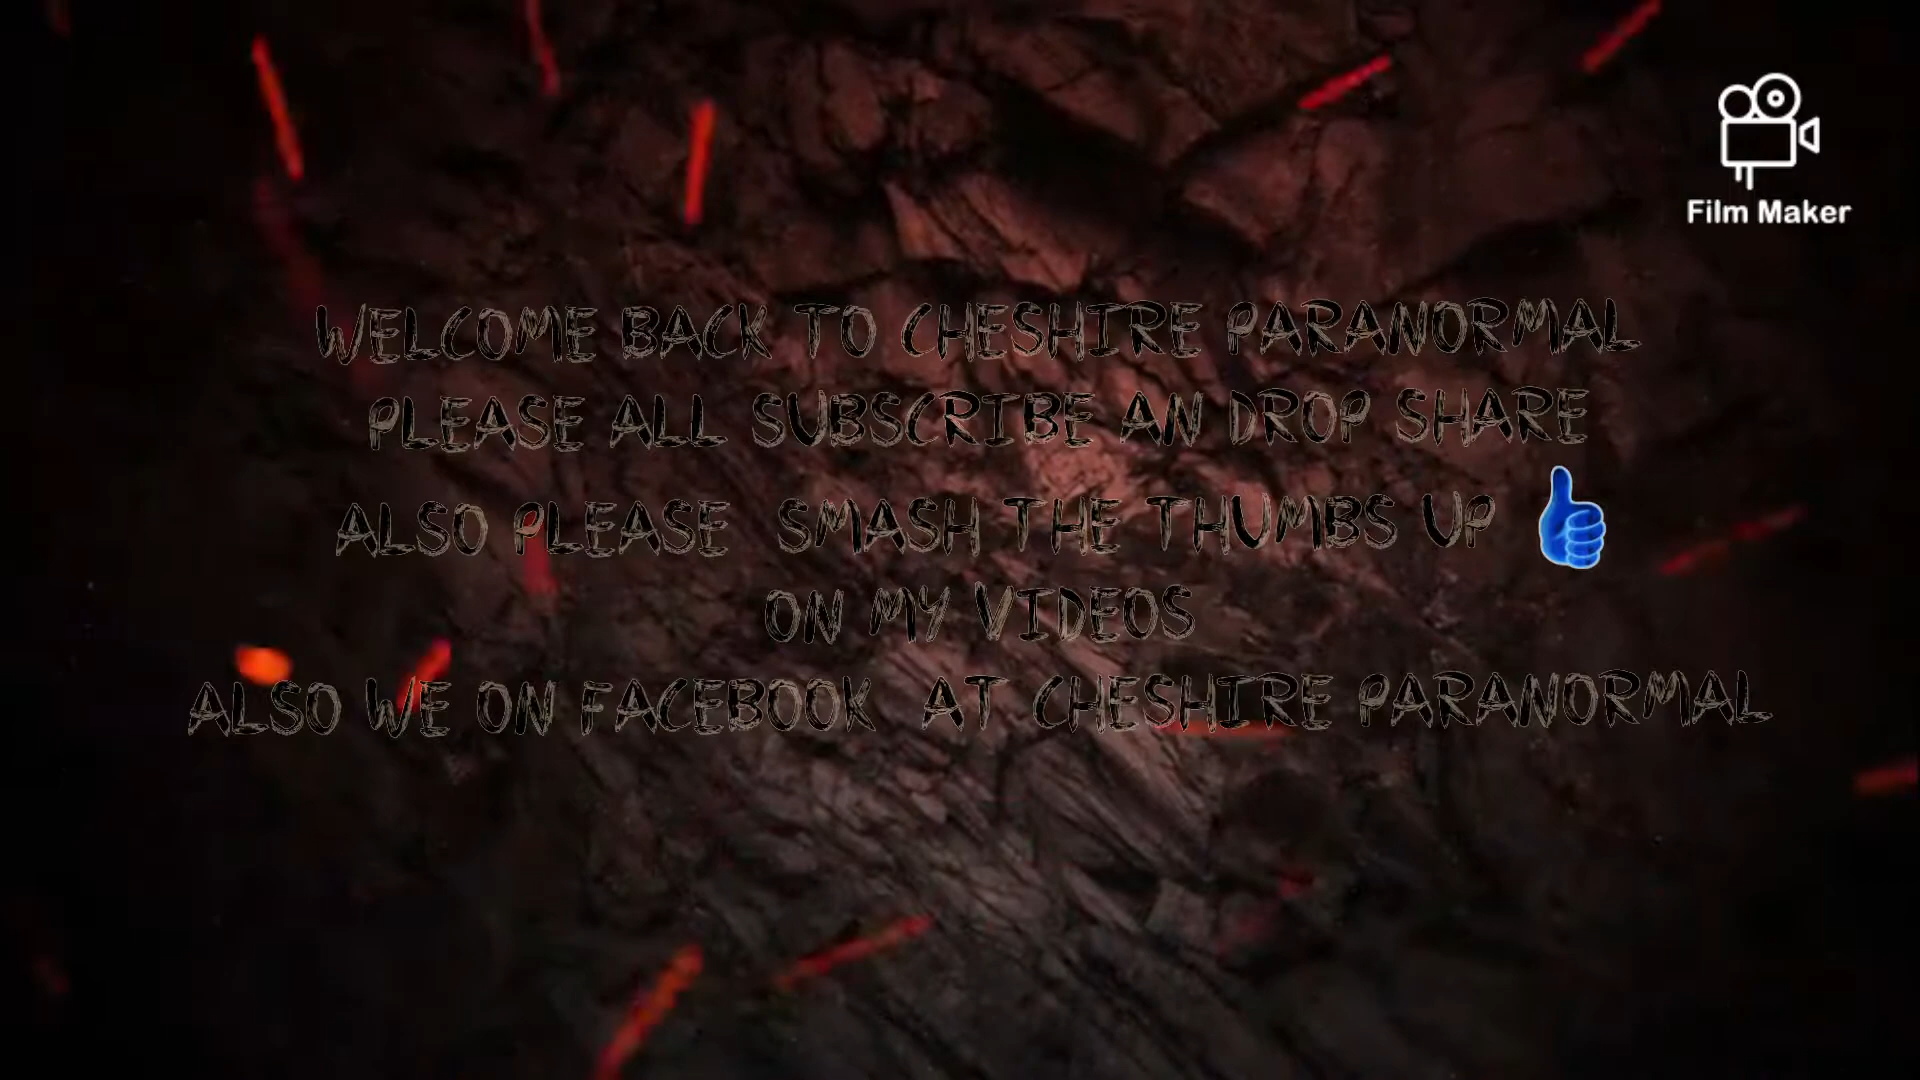 Film Maker
WELCOME BACK TO CHESHIRE PARANORMAL
PLEASE ALL SUBSCRIBE AN DROP SHARE
ALSO PLEASE SMASH THE THUMBS UP 👍
ON MY VIDEOS
ALSO WE ON FACEBOOK AT CHESHIRE PARANORMAL